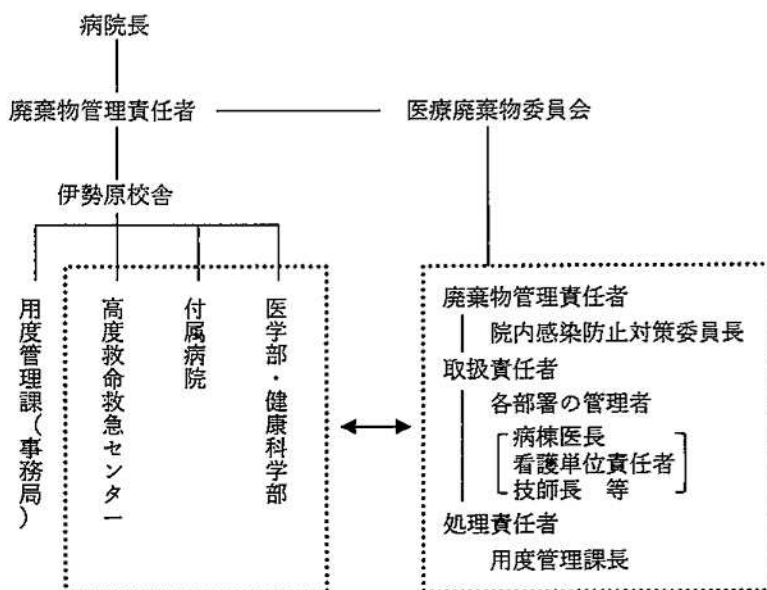 病院長
廃棄物管理責任者
医療廃棄物委員会
伊勢原校舎
用度管理課(事務局)
高度救命救急センター
付属病院
医学部・健康科学部
廃棄物管理責任者
院内感染防止対策委員長
取扱責任者
各部署の管理者
病棟医長
看護単位責任者
技師長 等
処理責任者
用度管理課長